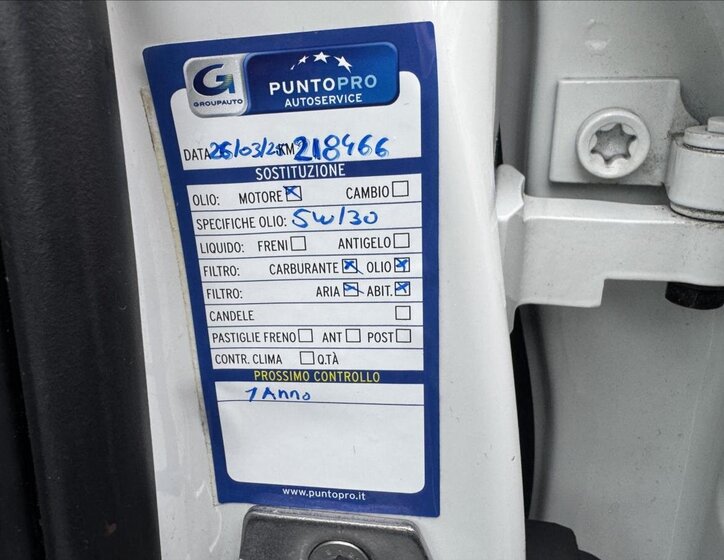 G
GROUPAUTO
PUNTOPRO
AUTOSERVICE
DATA 26/03/2 KM 218466
SOSTITUZIONE
OLIO: MOTORE CAMBIO
SPECIFICHE OLIO: 5W/30
LIQUIDO: FRENI ANTIGELO
FILTRO: CARBURANTE OLIO
FILTRO: ARIA ABIT.
CANDELE
PASTIGLIE FRENO ANT POST
CONTR. CLIMA Q.TÀ
PROSSIMO CONTROLLO
1 Anno
www.puntopro.it